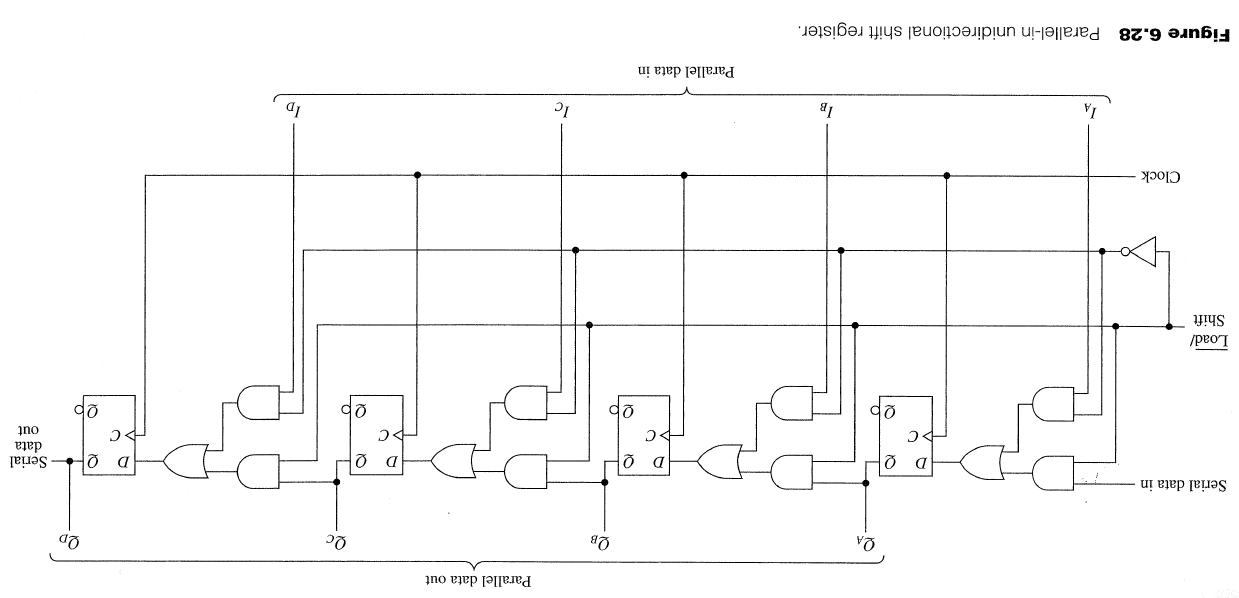 Parallel data out
Q_A
Q_B
Q_C
Q_D
Serial data in
D
Q
C
Q
D
Q
C
Q
D
Q
C
Q
D
Q
C
Q
Serial
data
out
Load/
Shift
Clock
I_A
I_B
I_C
I_D
Parallel data in
Figure 6.28 Parallel-in unidirectional shift register.